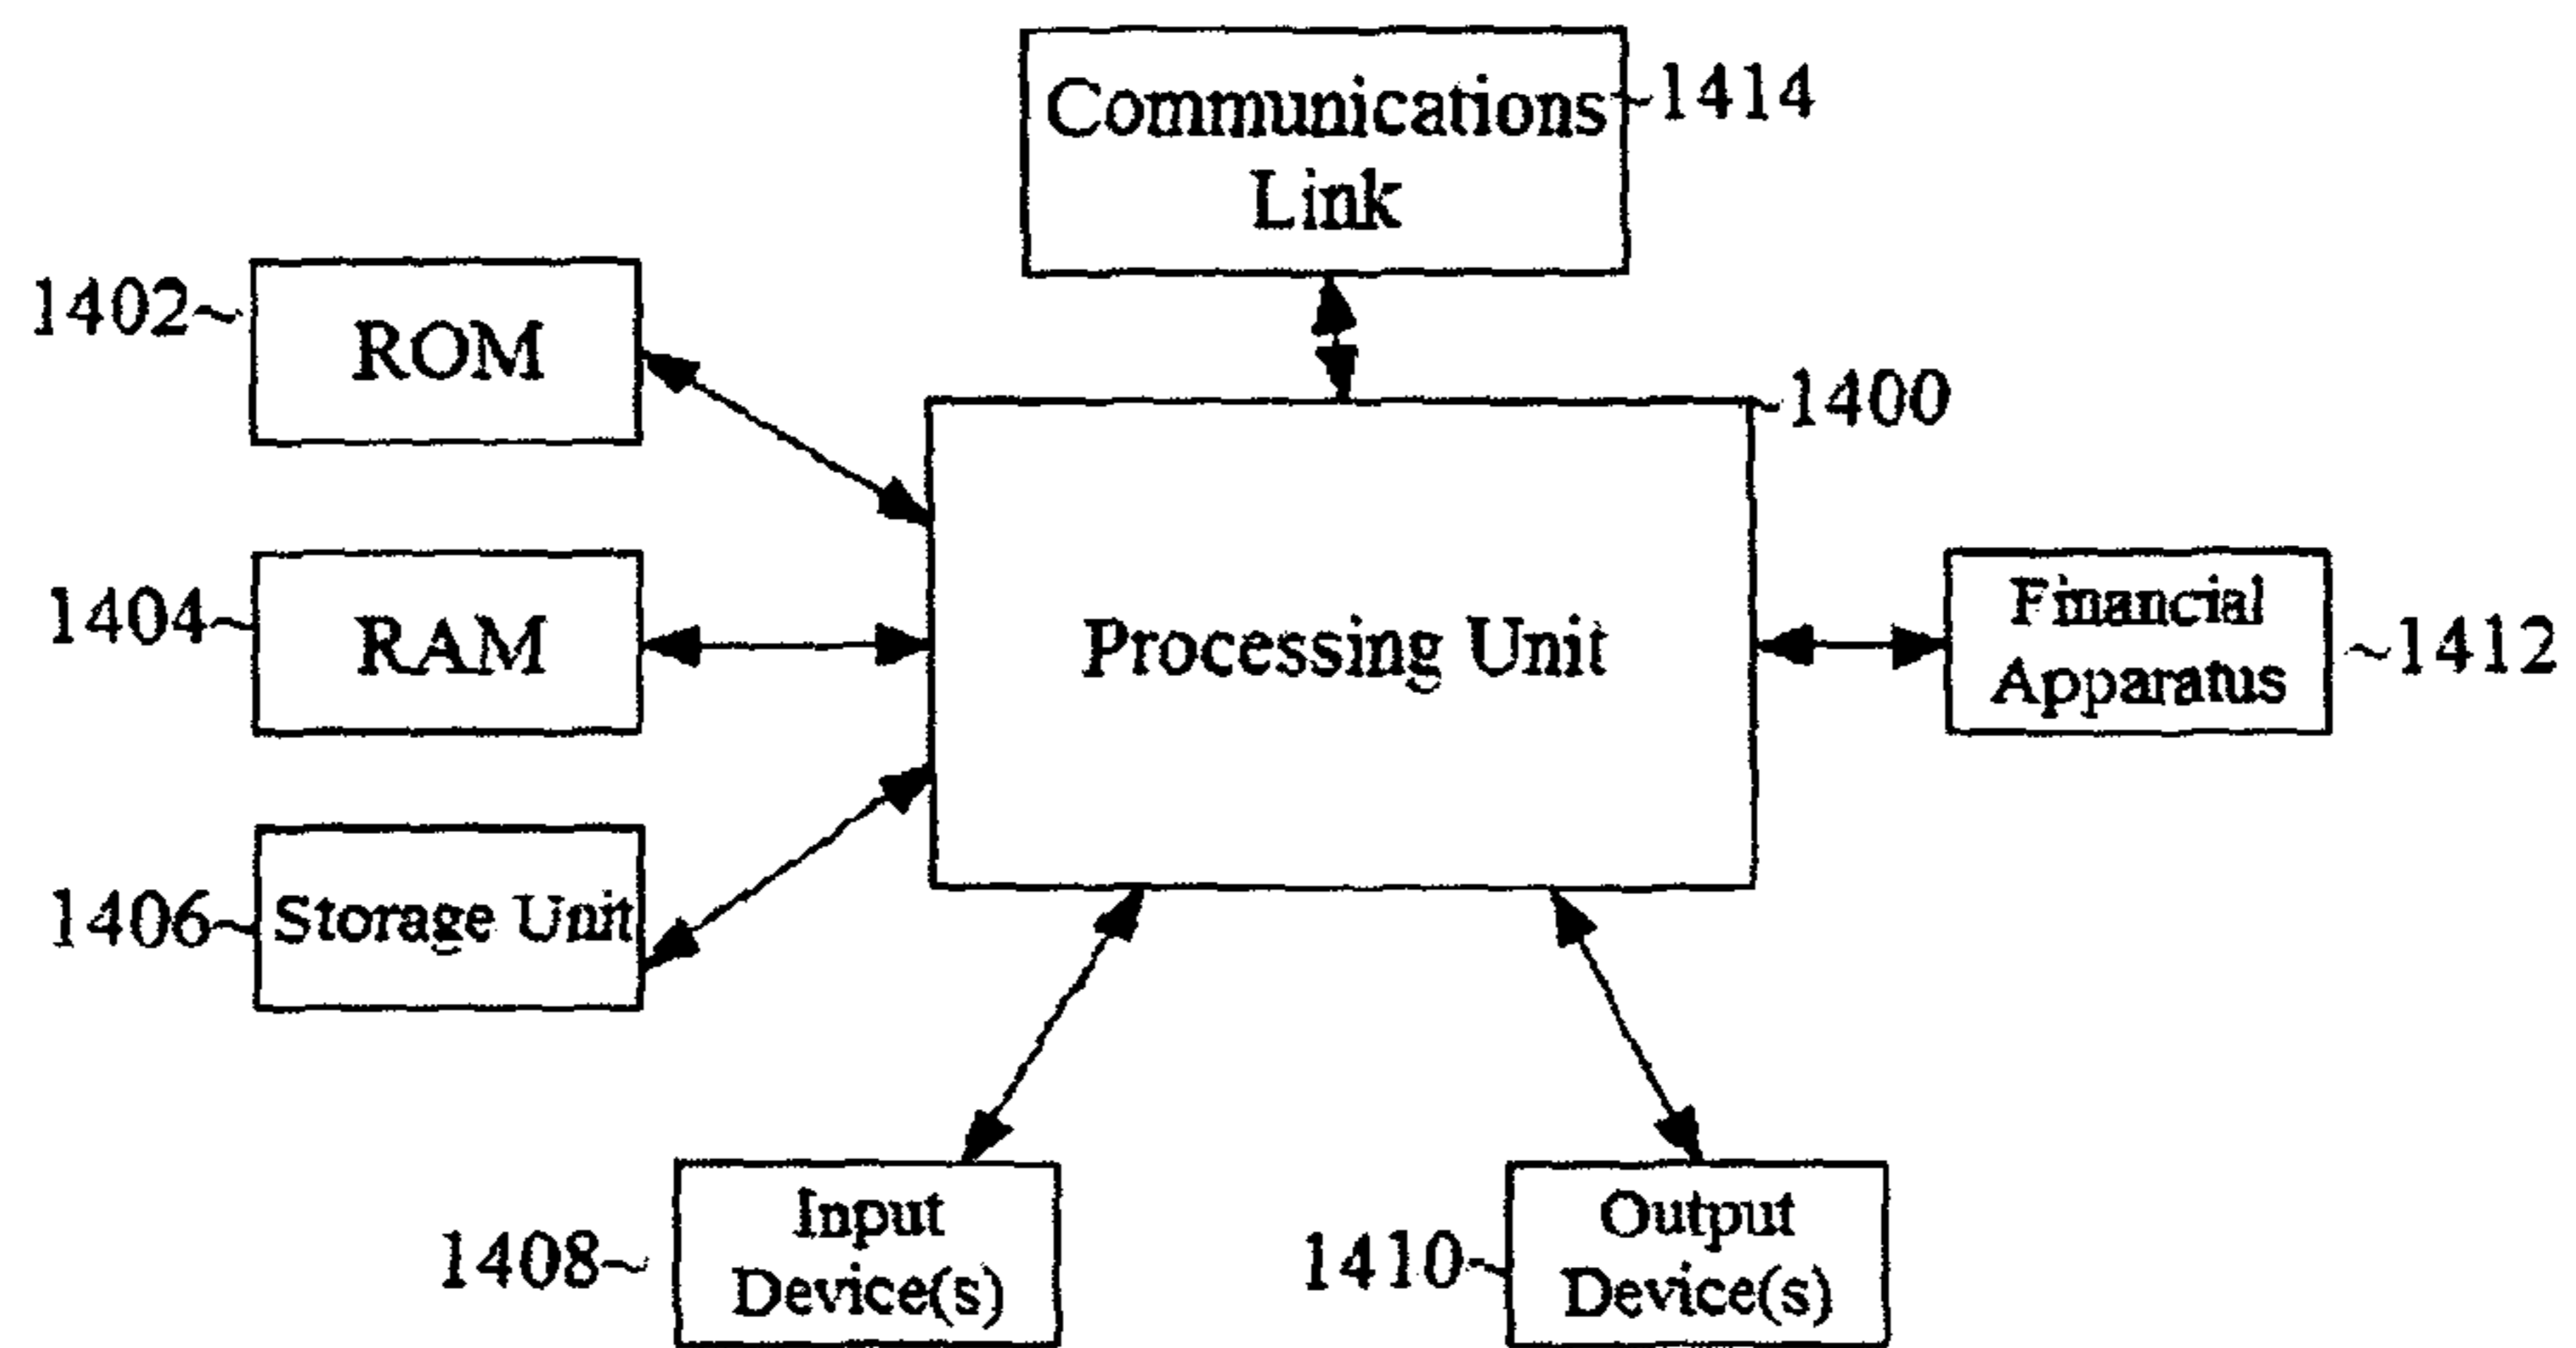 Communications
Link
~1414
1402~
ROM
~1400
1404~
RAM
Processing Unit
Financial
Apparatus
~1412
1406~
Storage Unit
1408~
Input
Device(s)
1410~
Output
Device(s)